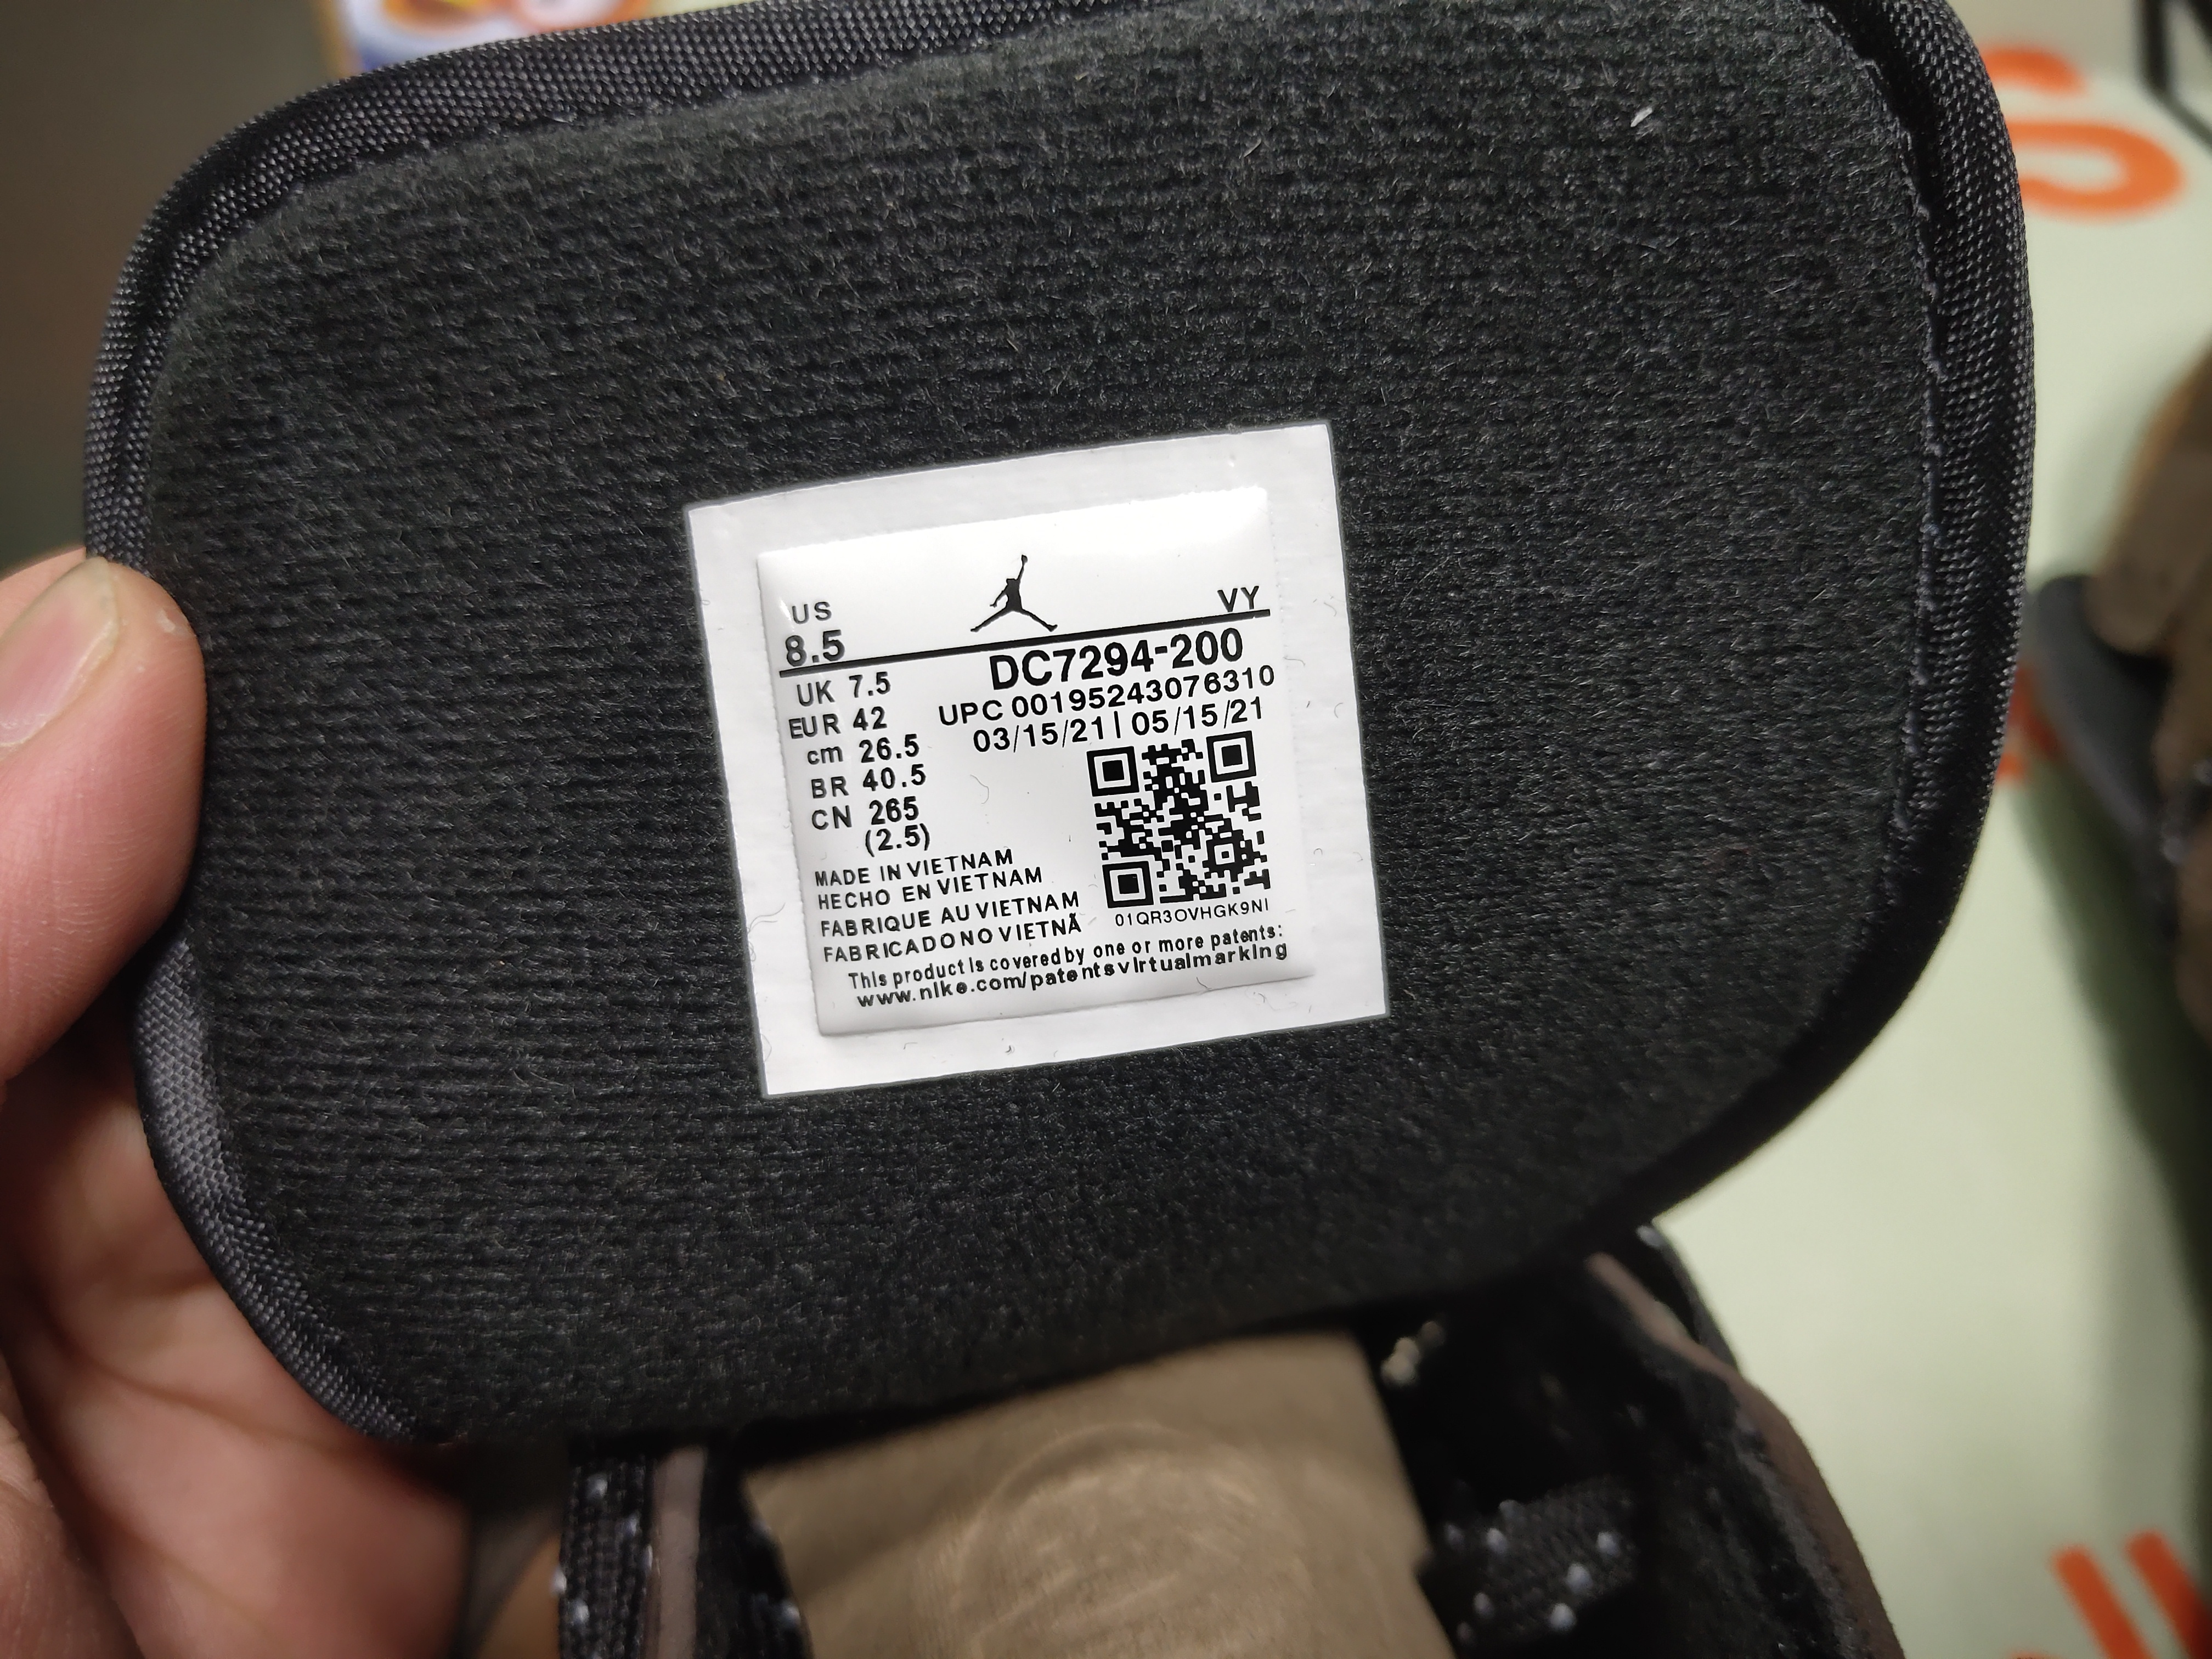 US
VY
8.5
DC7294-200
UK 7.5
UPC 00195243076310
EUR 42
03/15/21 | 05/15/21
cm 26.5
BR 40.5
CN 265
(2.5)
MADE IN VIETNAM
HECHO EN VIETNAM
FABRIQUE AU VIETNAM
FABRICADO NO VIETNÃ
01QR3OVHGK9NI
This product is covered by one or more patents:
www.nike.com/patentsvirtualmarking